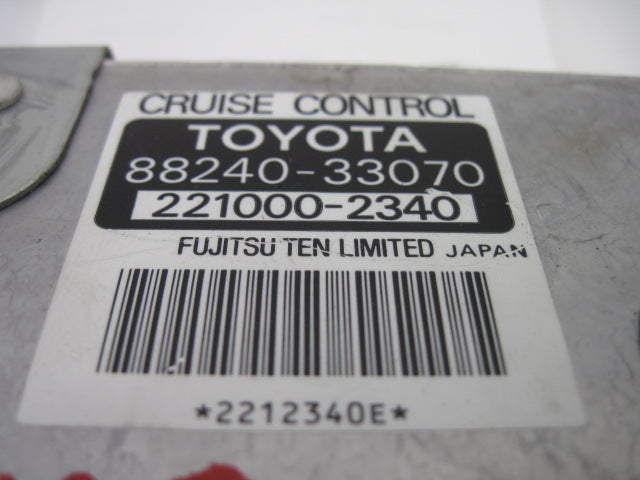 CRUISE CONTROL
TOYOTA
88240-33070
221000-2340
FUJITSU TEN LIMITED JAPAN
*2212340E*